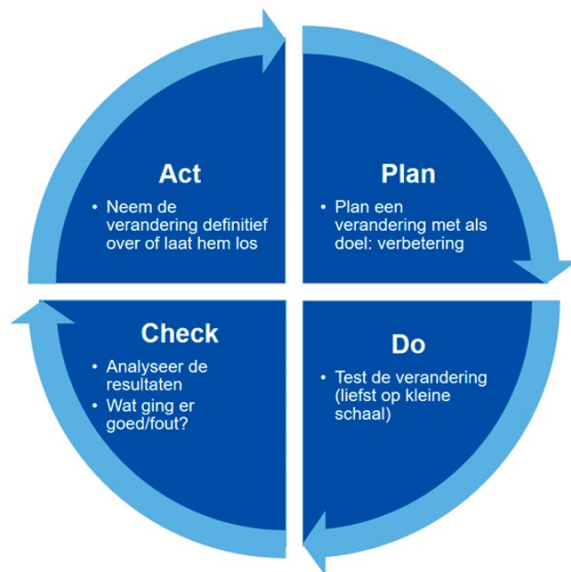 Act
• Neem de
verandering definitief
over of laat hem los
Plan
• Plan een
verandering met als
doel: verbetering
Check
• Analyseer de
resultaten
• Wat ging er
goed/fout?
Do
• Test de verandering
(liefst op kleine
schaal)